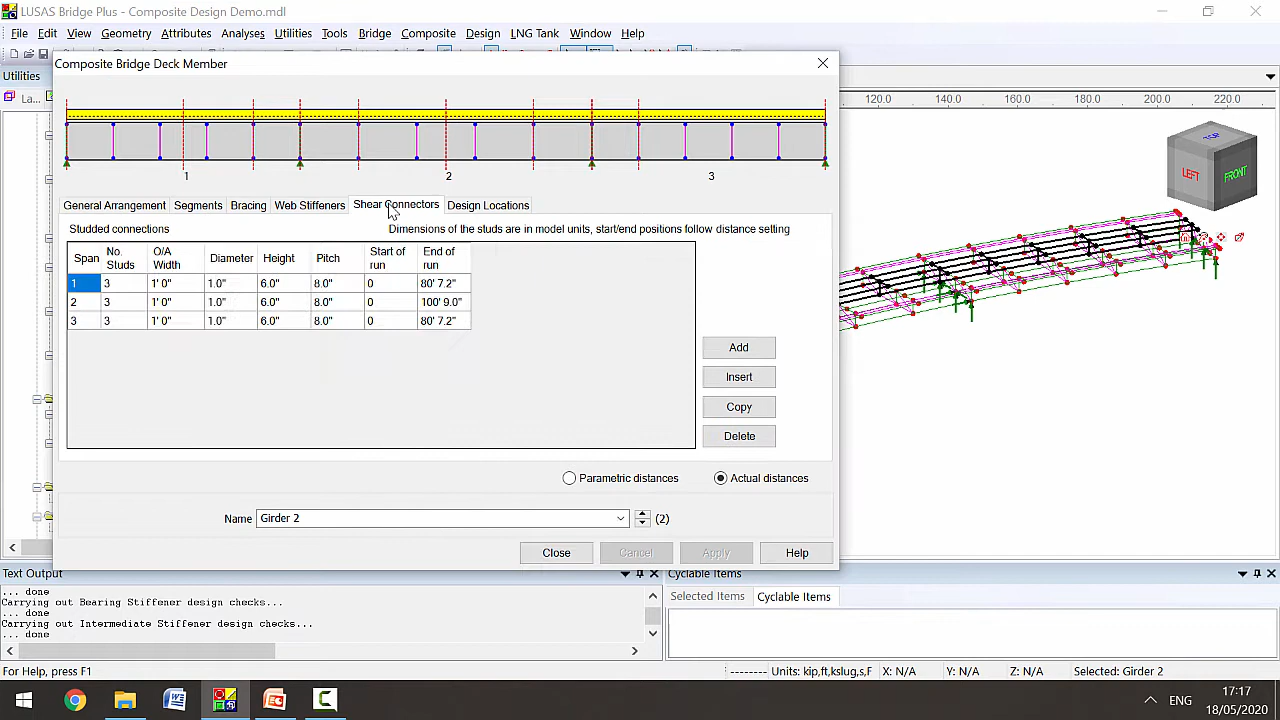 LUSAS Bridge Plus - Composite Design Demo.mdl
File Edit View Geometry Attributes Analyses Utilities Tools Bridge Composite Design LNG Tank Window Help
Utilities
La...
Composite Bridge Deck Member
1 2 3
120.0 140.0 160.0 180.0 200.0 220.0
TOP
LEFT FRONT
General Arrangement Segments Bracing Web Stiffeners Shear Connectors Design Locations
Studded connections Dimensions of the studs are in model units, start/end positions follow distance setting
Span No. Studs O/A Width Diameter Height Pitch Start of run End of run
1 3 1' 0" 1.0" 6.0" 8.0" 0 80' 7.2"
2 3 1' 0" 1.0" 6.0" 8.0" 0 100' 9.0"
3 3 1' 0" 1.0" 6.0" 8.0" 0 80' 7.2"
Add
Insert
Copy
Delete
Parametric distances Actual distances
Name Girder 2 (2)
Close Cancel Apply Help
Text Output
... done
Carrying out Bearing Stiffener design checks...
... done
Carrying out Intermediate Stiffener design checks...
... done
Cyclable Items
Selected Items Cyclable Items
For Help, press F1
Units: kip,ft,kslug,s,F X: N/A Y: N/A Z: N/A Selected: Girder 2
ENG
17:17
18/05/2020